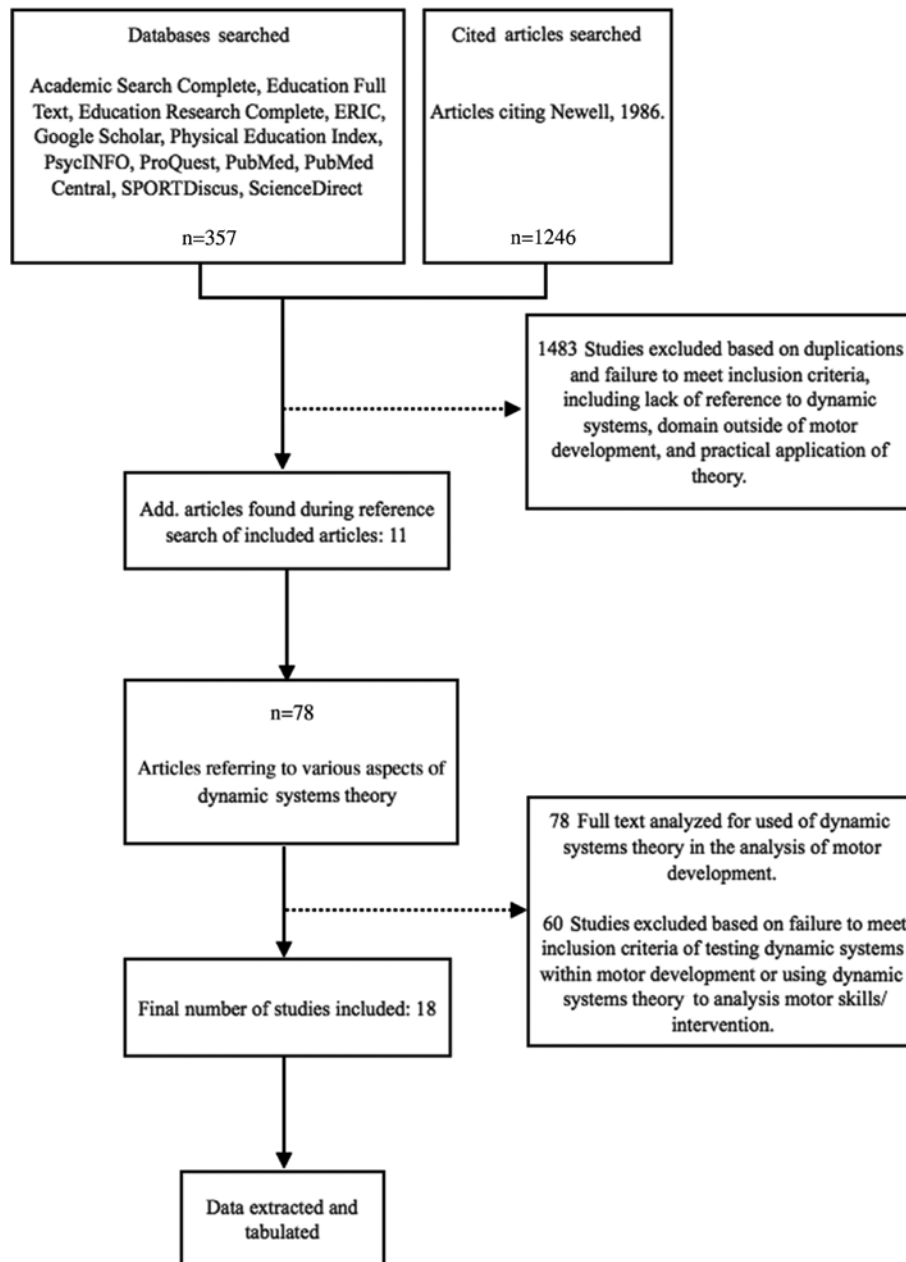 Databases searched
Academic Search Complete, Education Full
Text, Education Research Complete, ERIC,
Google Scholar, Physical Education Index,
PsycINFO, ProQuest, PubMed, PubMed
Central, SPORTDiscus, ScienceDirect
n=357
Cited articles searched
Articles citing Newell, 1986.
n=1246
1483 Studies excluded based on duplications
and failure to meet inclusion criteria,
including lack of reference to dynamic
systems, domain outside of motor
development, and practical application of
theory.
Add. articles found during reference
search of included articles: 11
n=78
Articles referring to various aspects of
dynamic systems theory
78 Full text analyzed for used of dynamic
systems theory in the analysis of motor
development.
60 Studies excluded based on failure to meet
inclusion criteria of testing dynamic systems
within motor development or using dynamic
systems theory to analysis motor skills/
intervention.
Final number of studies included: 18
Data extracted and
tabulated